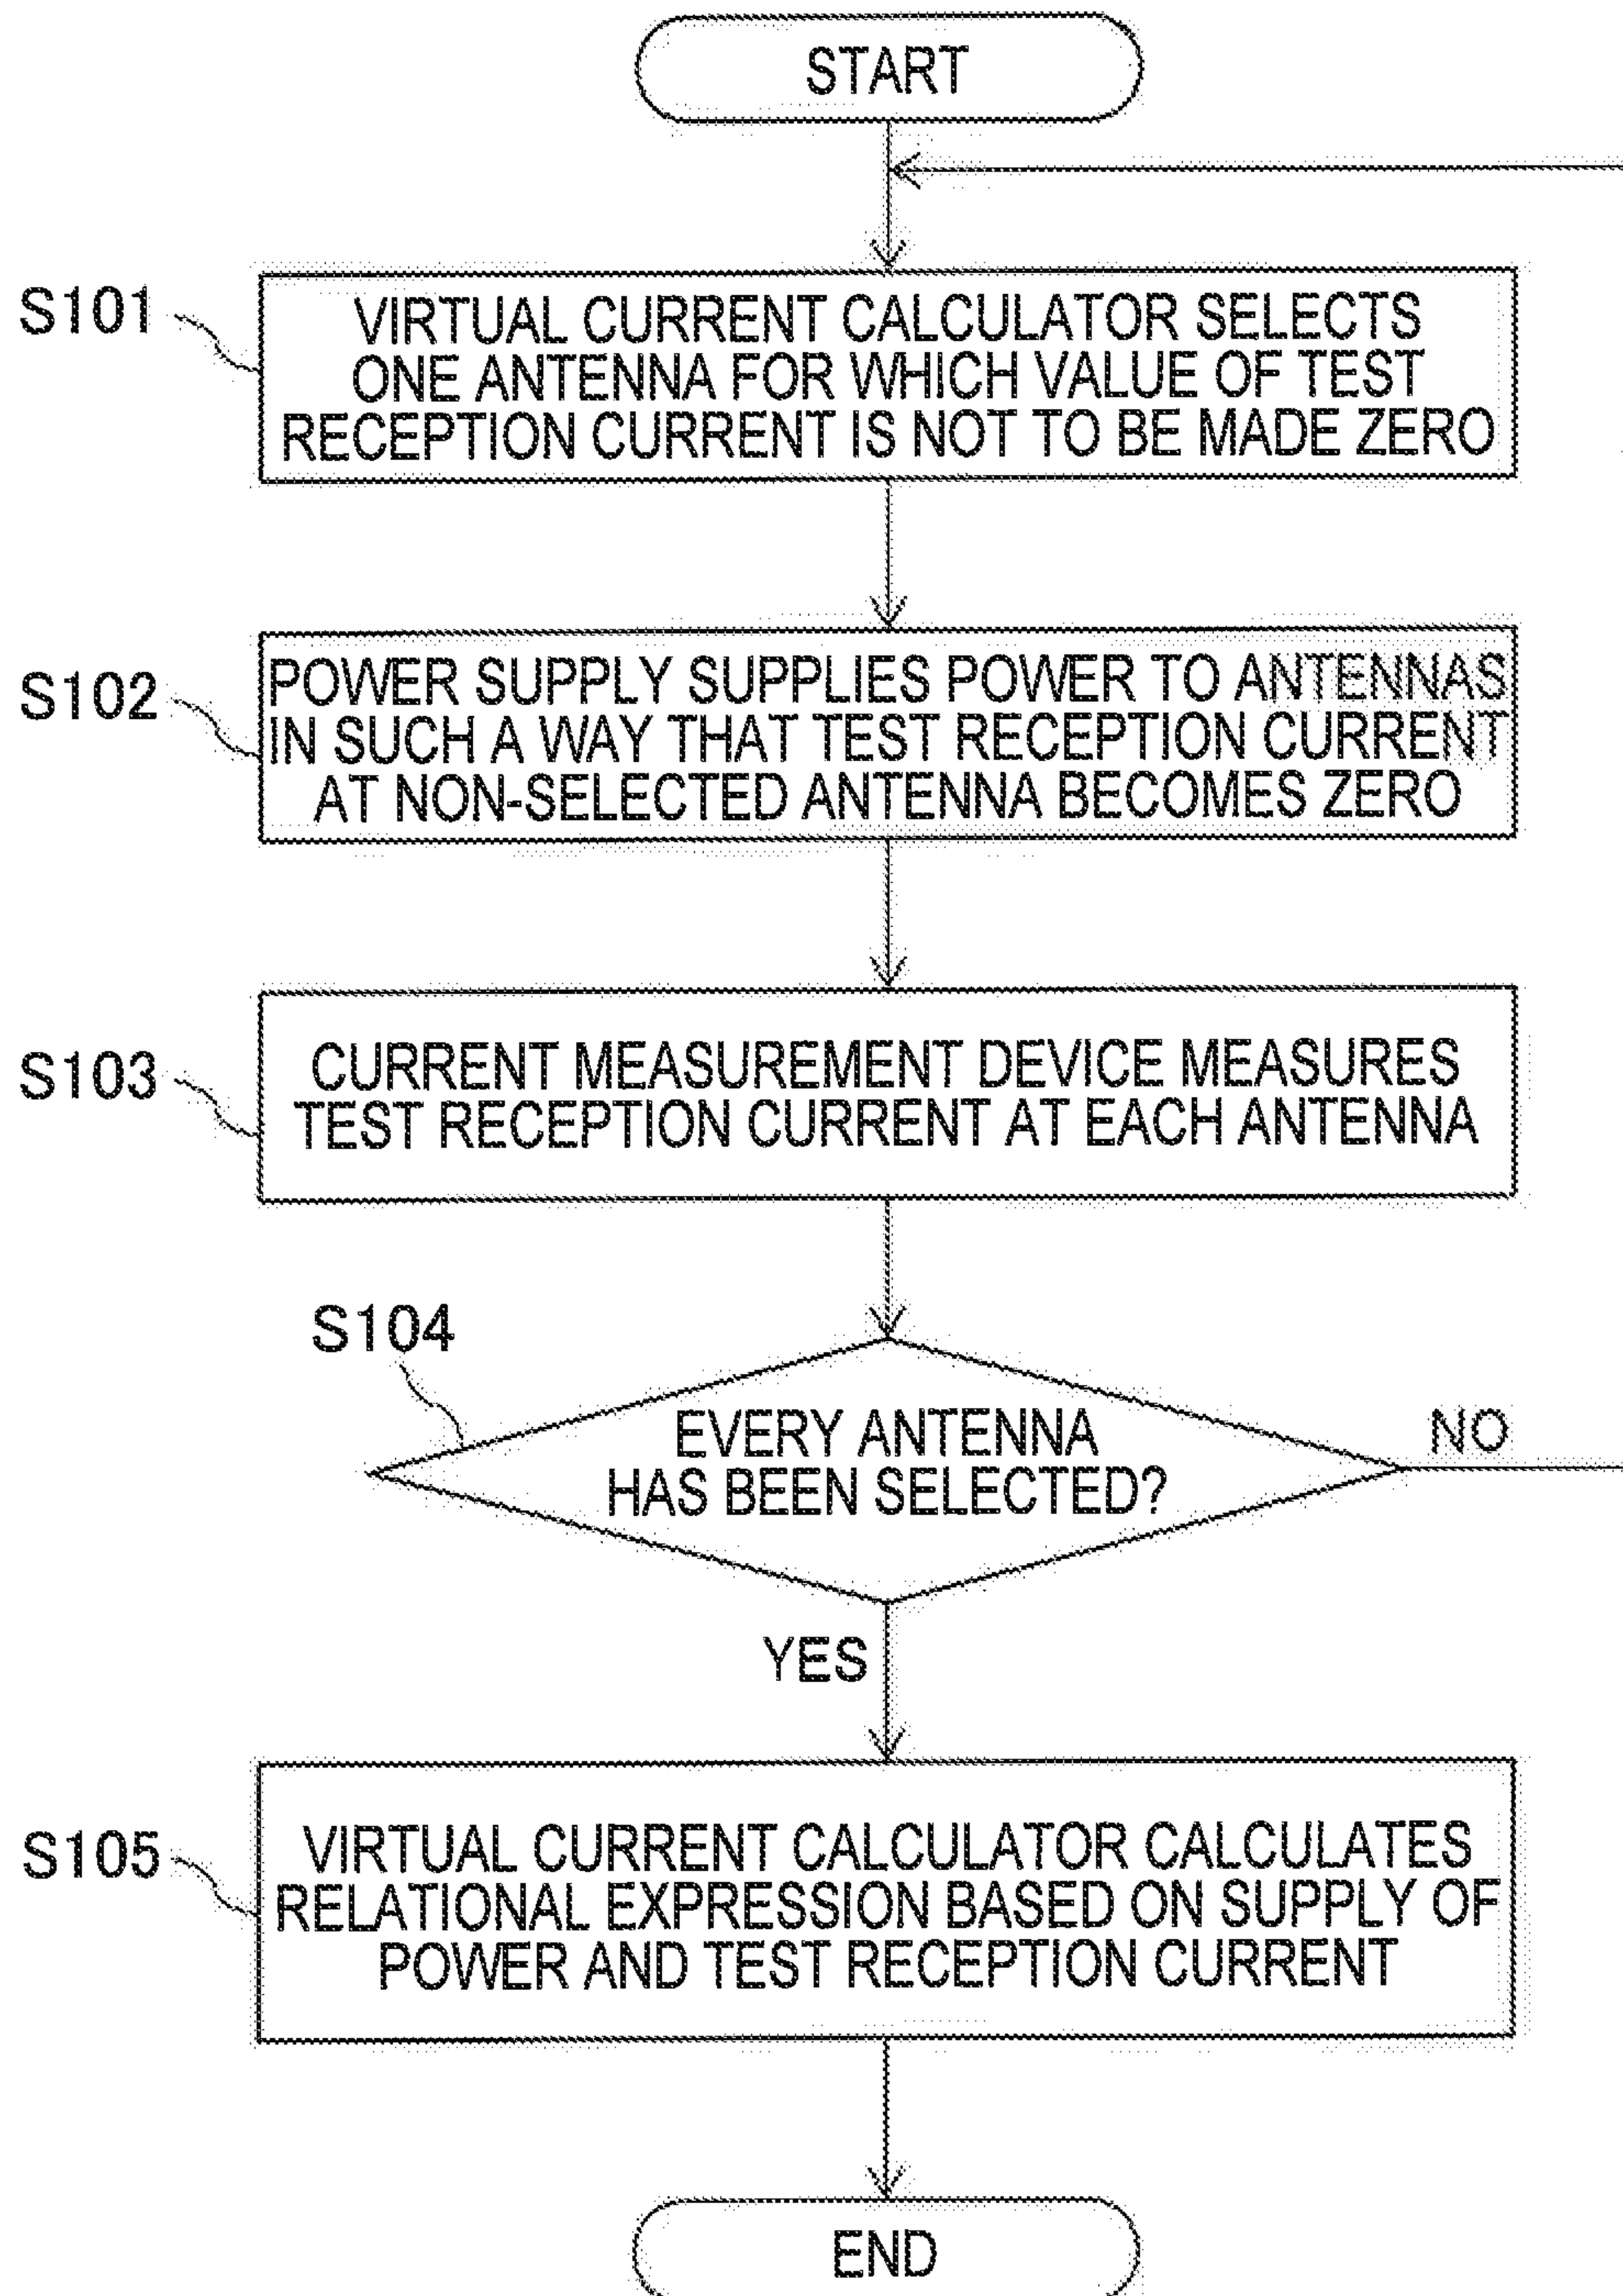 START
S101
VIRTUAL CURRENT CALCULATOR SELECTS
ONE ANTENNA FOR WHICH VALUE OF TEST
RECEPTION CURRENT IS NOT TO BE MADE ZERO
S102
POWER SUPPLY SUPPLIES POWER TO ANTENNAS
IN SUCH A WAY THAT TEST RECEPTION CURRENT
AT NON-SELECTED ANTENNA BECOMES ZERO
S103
CURRENT MEASUREMENT DEVICE MEASURES
TEST RECEPTION CURRENT AT EACH ANTENNA
S104
EVERY ANTENNA
HAS BEEN SELECTED?
NO
YES
S105
VIRTUAL CURRENT CALCULATOR CALCULATES
RELATIONAL EXPRESSION BASED ON SUPPLY OF
POWER AND TEST RECEPTION CURRENT
END